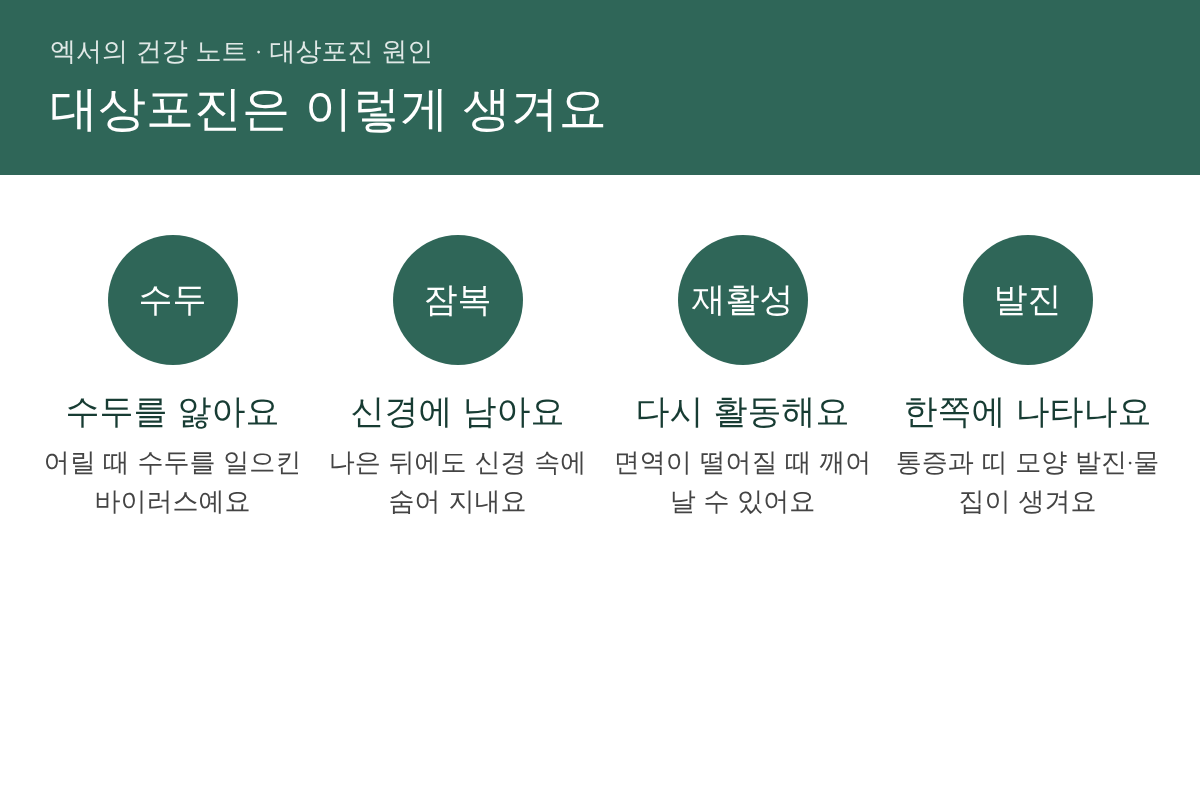 엑서의 건강 노트 · 대상포진 원인
대상포진은 이렇게 생겨요
수두
잠복
재활성
발진
수두를 앓아요
어릴 때 수두를 일으킨
바이러스예요
신경에 남아요
나은 뒤에도 신경 속에
숨어 지내요
다시 활동해요
면역이 떨어질 때 깨어
날 수 있어요
한쪽에 나타나요
통증과 띠 모양 발진·물
집이 생겨요